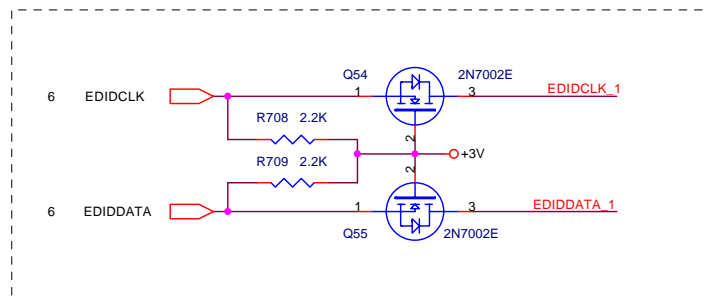 Q54 2N7002E
6 EDIDCLK 1 3 EDIDCLK_1
R708 2.2K
2
+3V
R709 2.2K
2
6 EDIDDATA 1 3 EDIDDATA_1
Q55 2N7002E